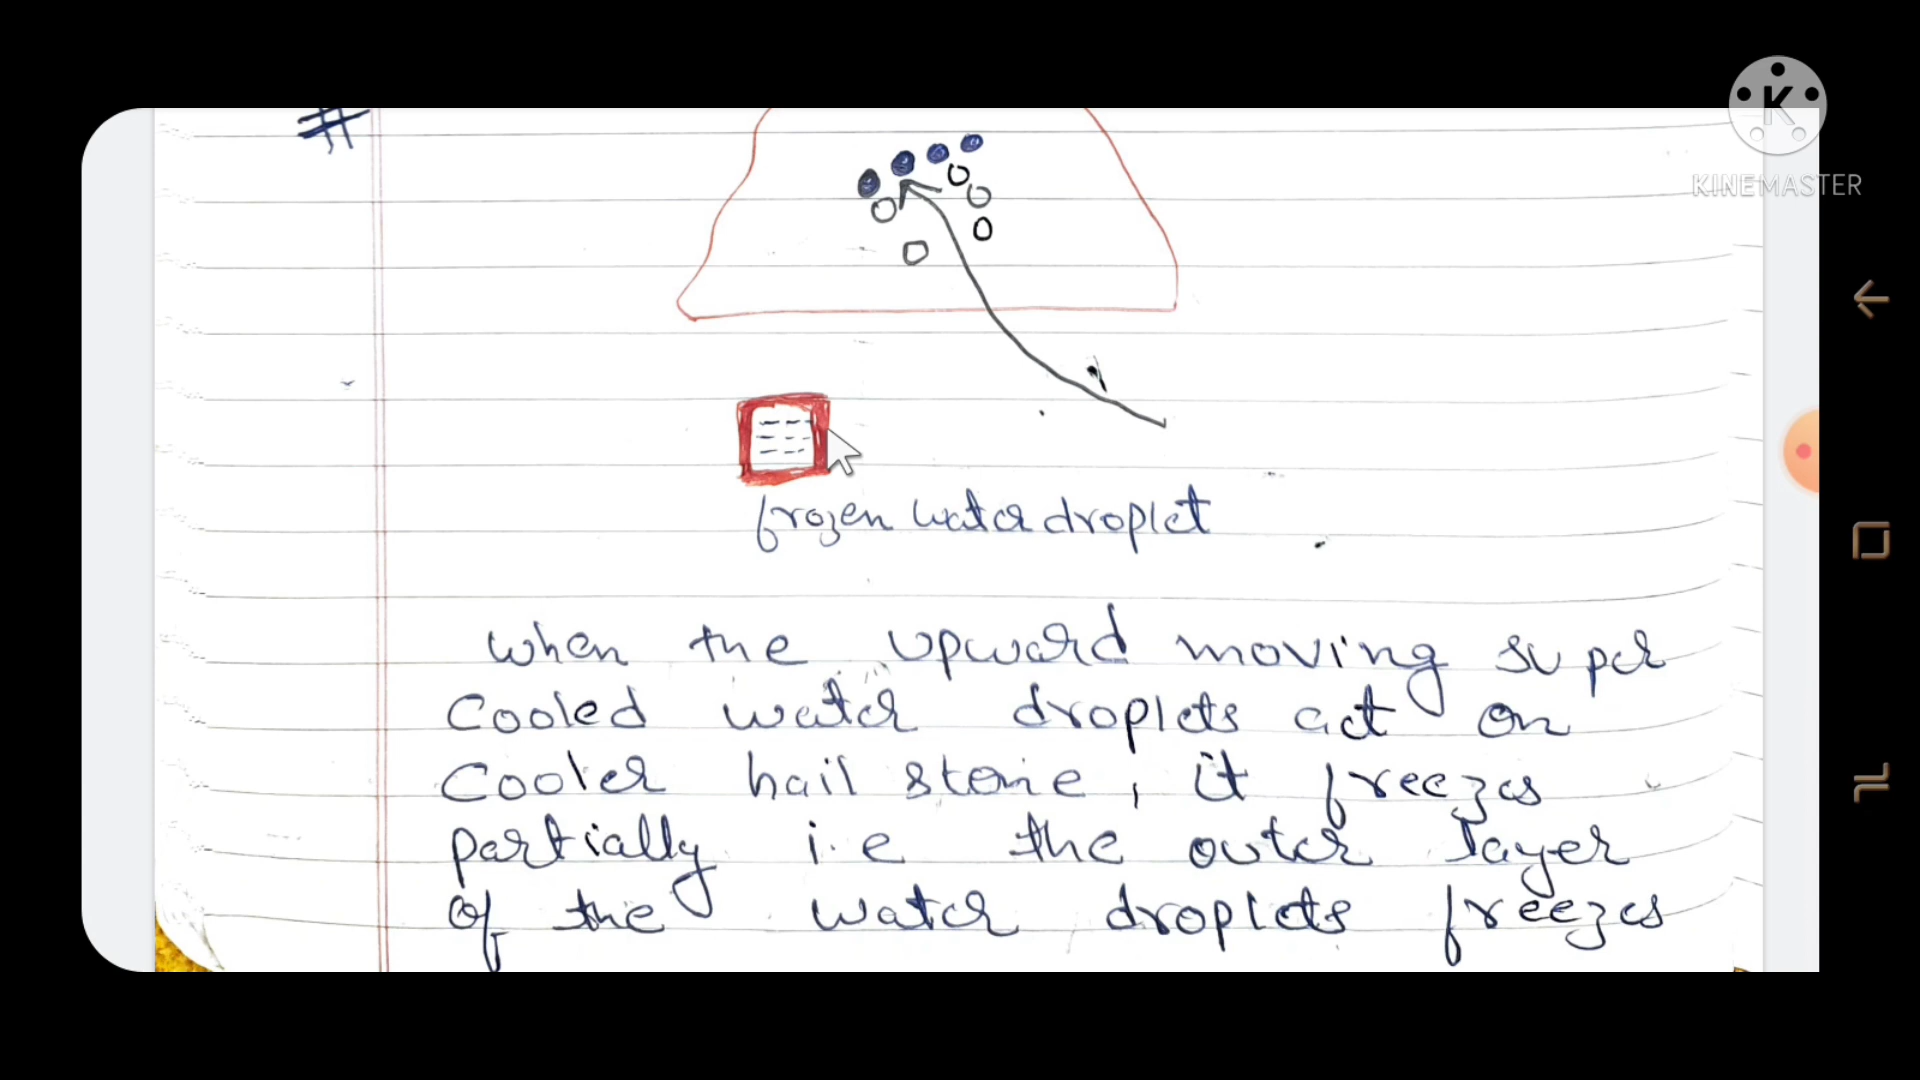 #
K
KINEMASTER
frozen water droplet
When the upward moving super
cooled water droplets act on
cooler hail stone, it freezes
partially i.e the outer layer
of the water droplets freezes